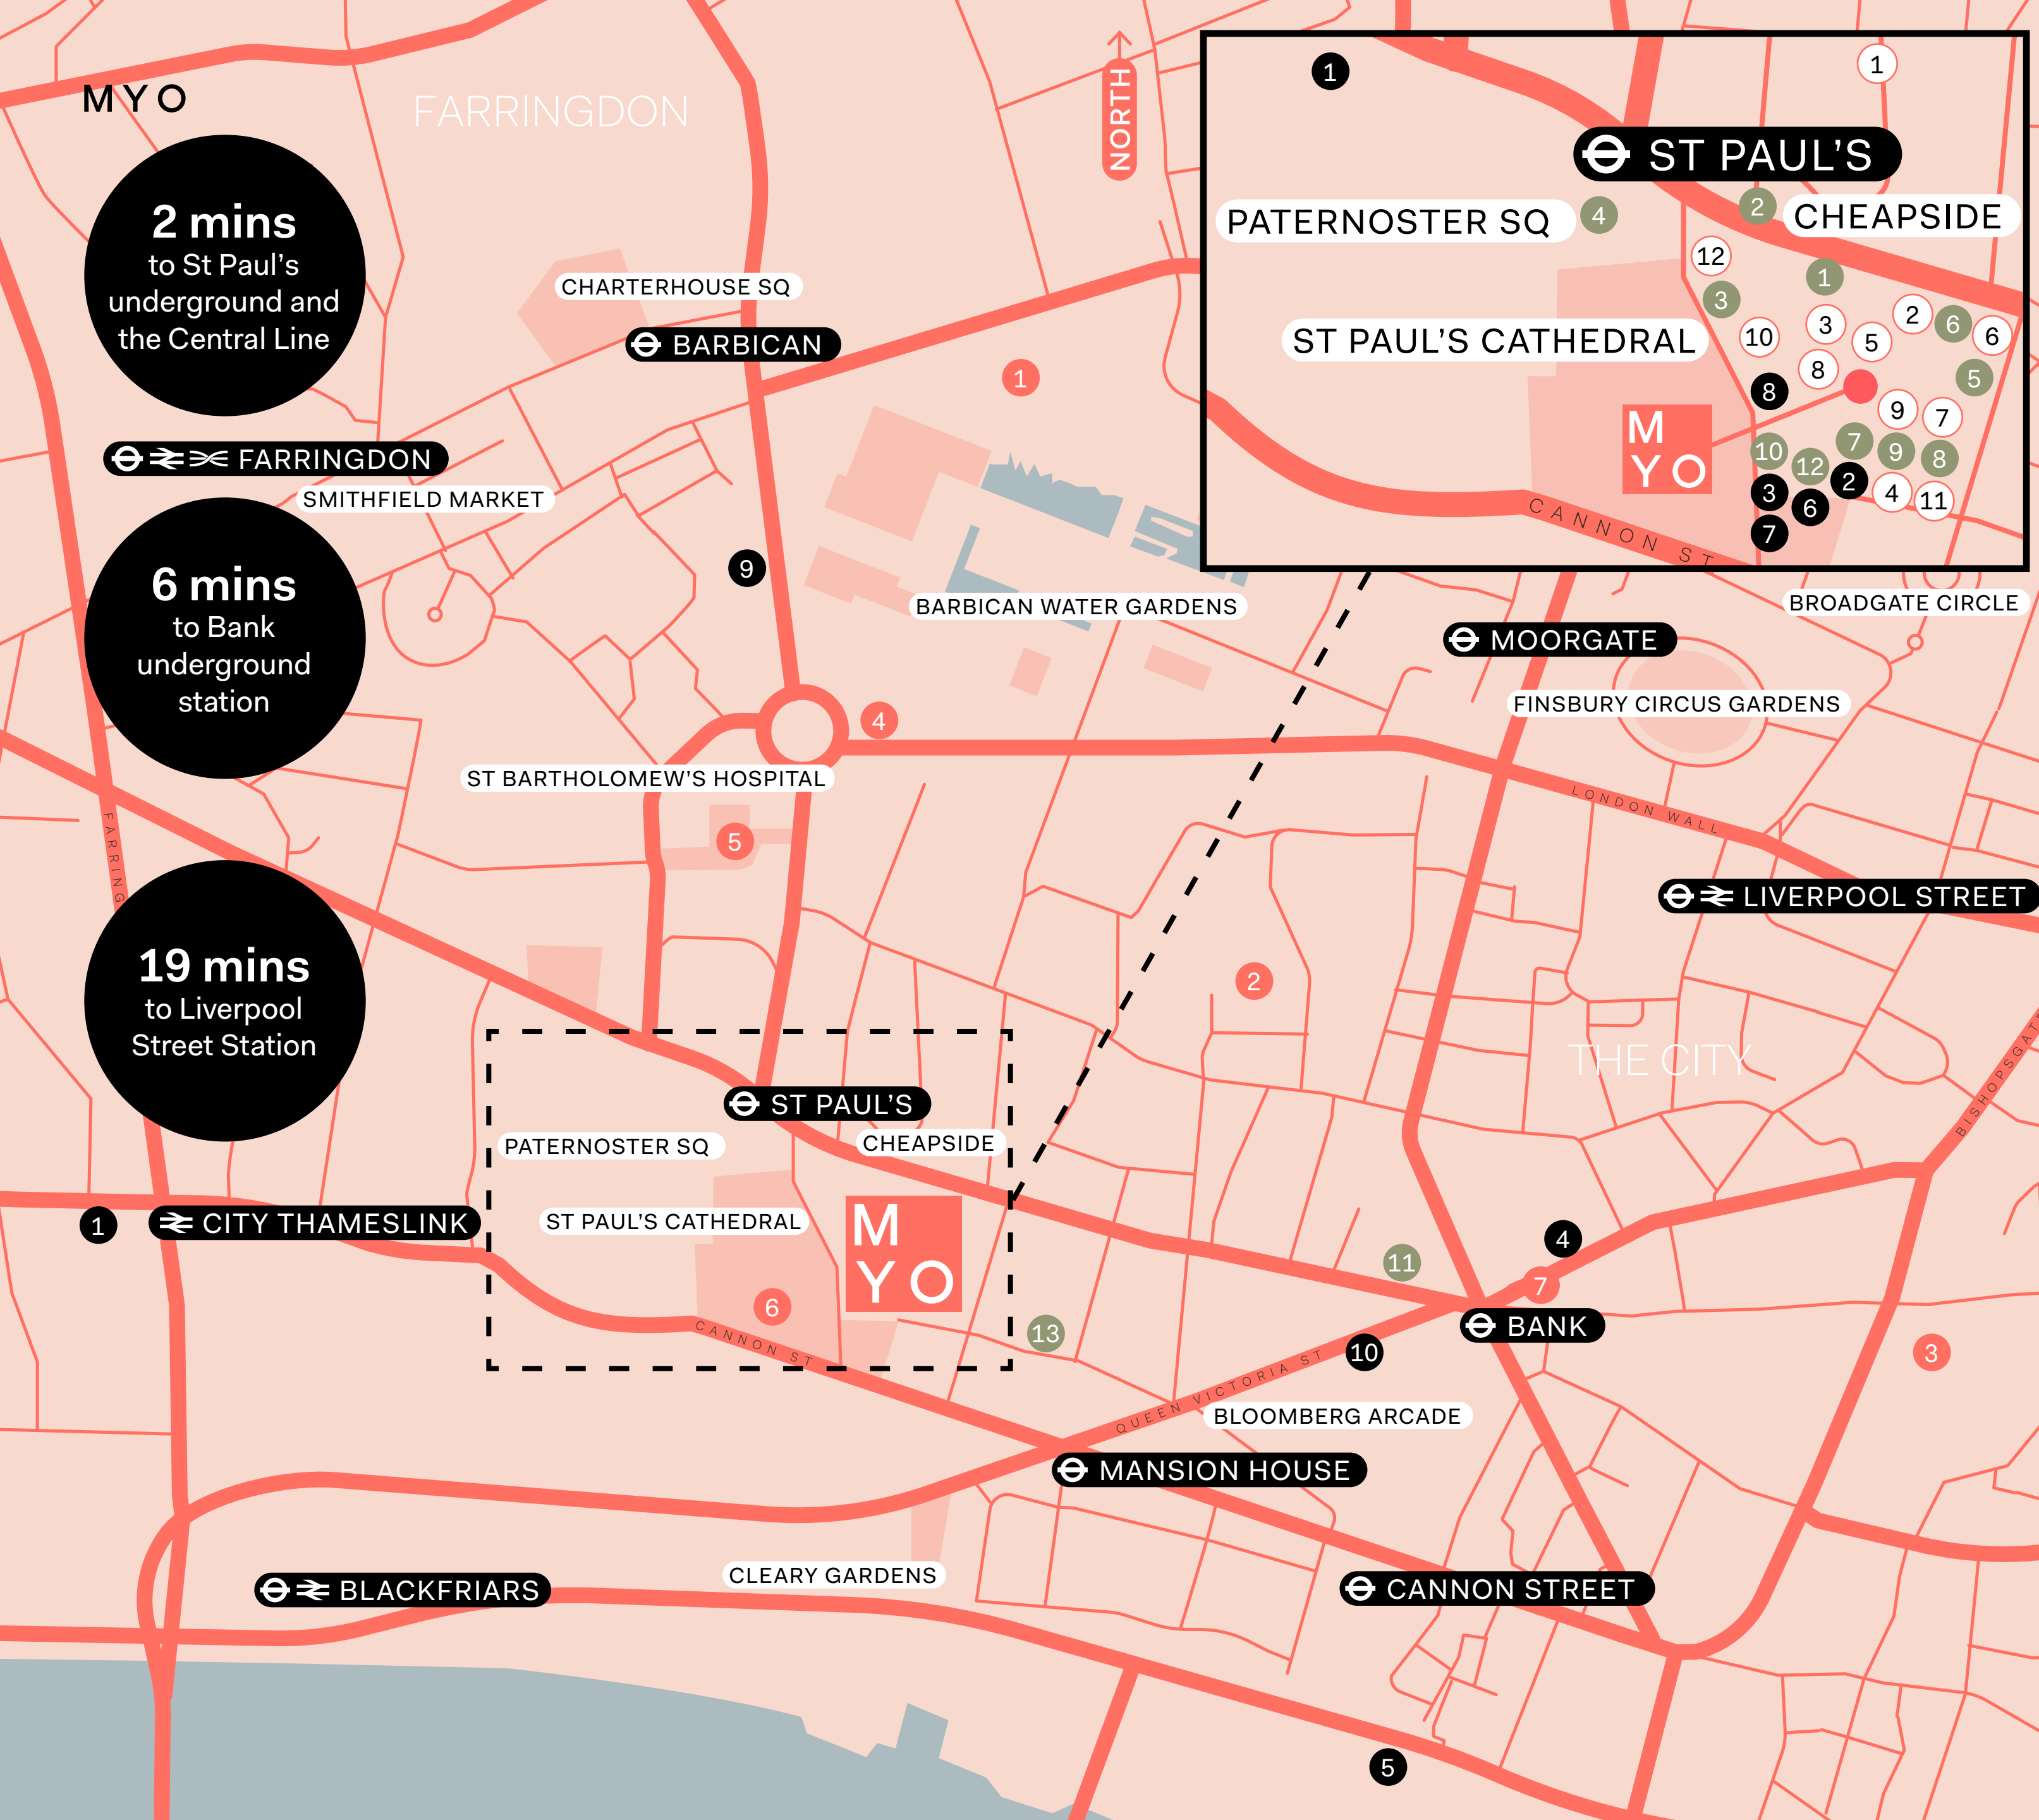 MYO
FARRINGDON
NORTH
2 mins
to St Paul's
underground and
the Central Line
CHARTERHOUSE SQ
BARBICAN
1
FARRINGDON
SMITHFIELD MARKET
9
BARBICAN WATER GARDENS
6 mins
to Bank
underground
station
4
ST BARTHOLOMEW'S HOSPITAL
5
FARRING
19 mins
to Liverpool
Street Station
1
1
ST PAUL'S
PATERNOSTER SQ
4
2
CHEAPSIDE
12
1
3
ST PAUL'S CATHEDRAL
10
3
5
2
6
6
8
5
8
M
YO
9
7
10
12
7
9
8
3
6
2
4
11
7
CANNON ST
BROADGATE CIRCLE
MOORGATE
FINSBURY CIRCUS GARDENS
LONDON WALL
LIVERPOOL STREET
2
THE CITY
BISHOPSGAT
ST PAUL'S
PATERNOSTER SQ
CHEAPSIDE
1
CITY THAMESLINK
ST PAUL'S CATHEDRAL
M
YO
6
CANNON ST
13
11
4
7
BANK
10
3
QUEEN VICTORIA ST
BLOOMBERG ARCADE
MANSION HOUSE
BLACKFRIARS
CLEARY GARDENS
CANNON STREET
5